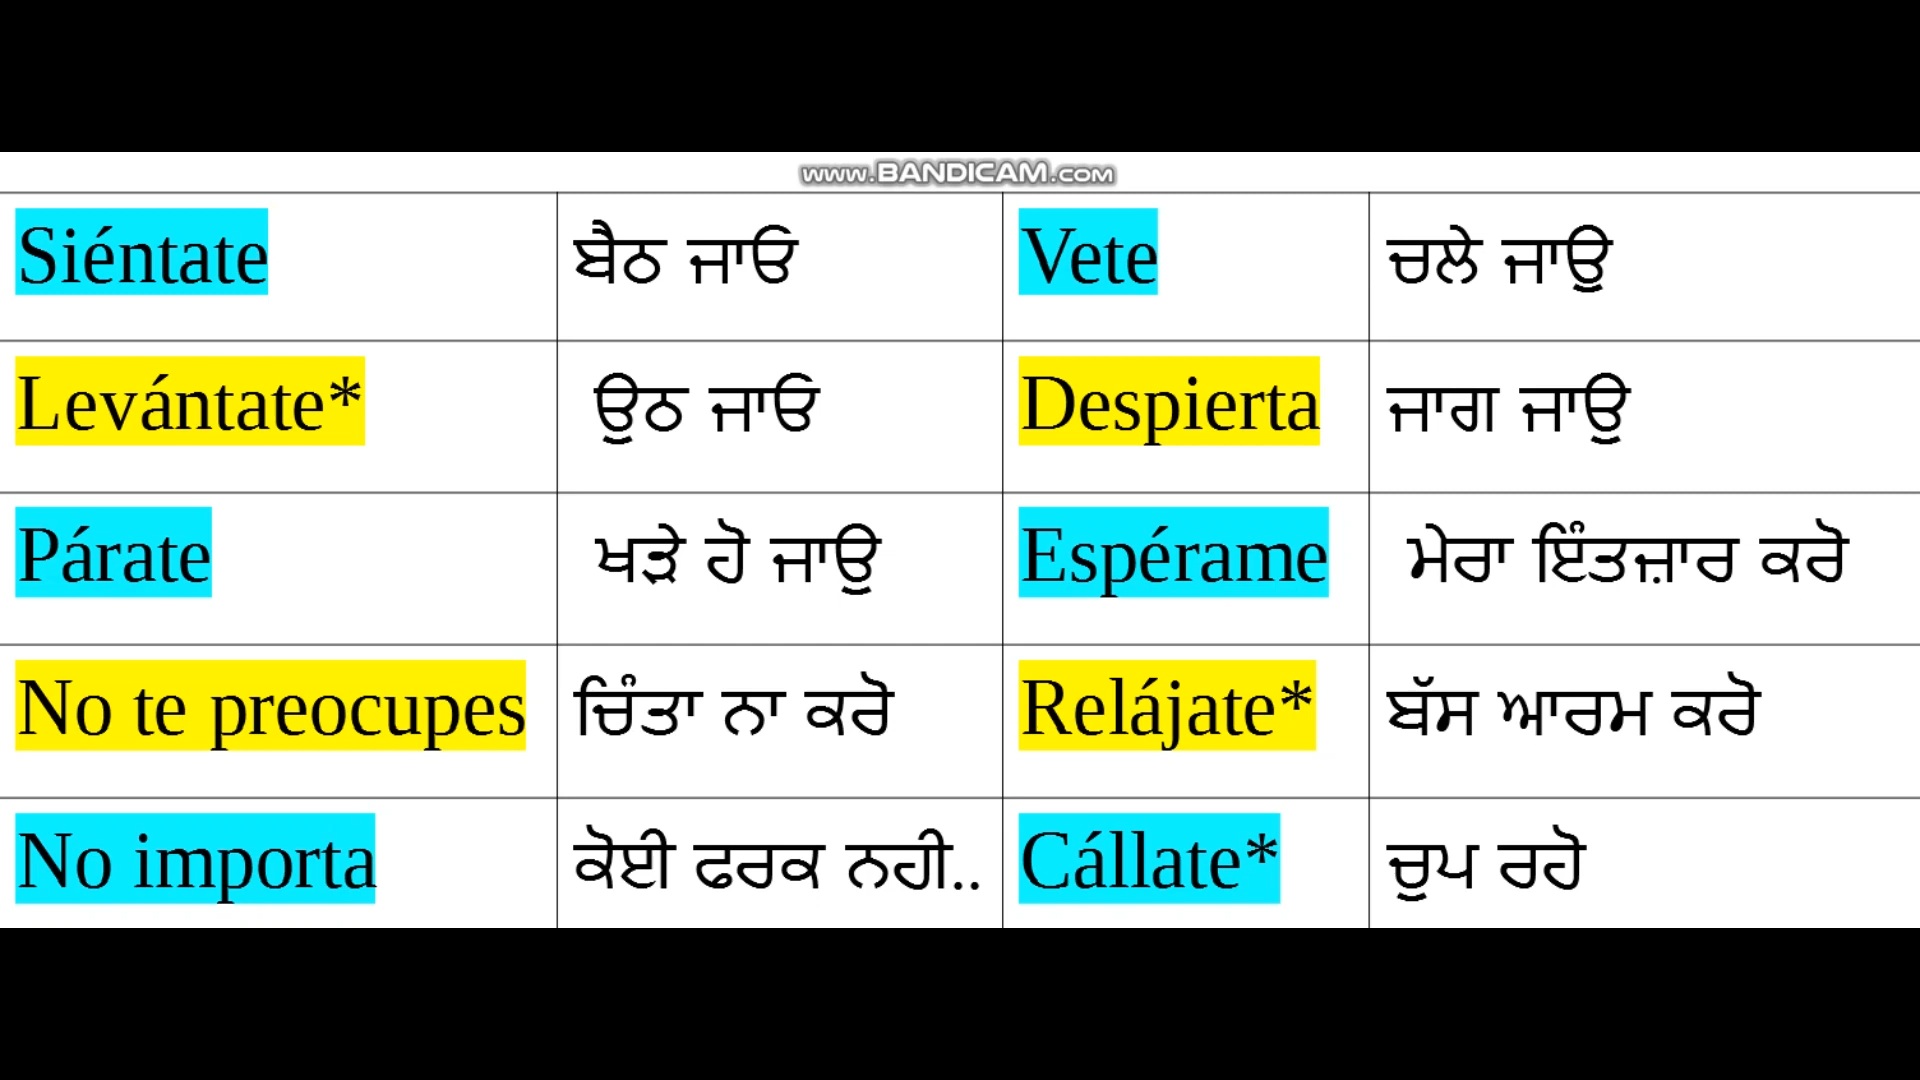 www.BANDICAM.com
Siéntate ਬੈਠ ਜਾਓ Vete ਚਲੇ ਜਾਉ
Levántate* ਉਠ ਜਾਓ Despierta ਜਾਗ ਜਾਉ
Párate ਖੜੇ ਹੋ ਜਾਉ Espérame ਮੇਰਾ ਇੰਤਜ਼ਾਰ ਕਰੋ
No te preocupes ਚਿੰਤਾ ਨਾ ਕਰੋ Relájate* ਬੱਸ ਆਰਮ ਕਰੋ
No importa ਕੋਈ ਫਰਕ ਨਹੀ.. Cállate* ਚੁਪ ਰਹੋ